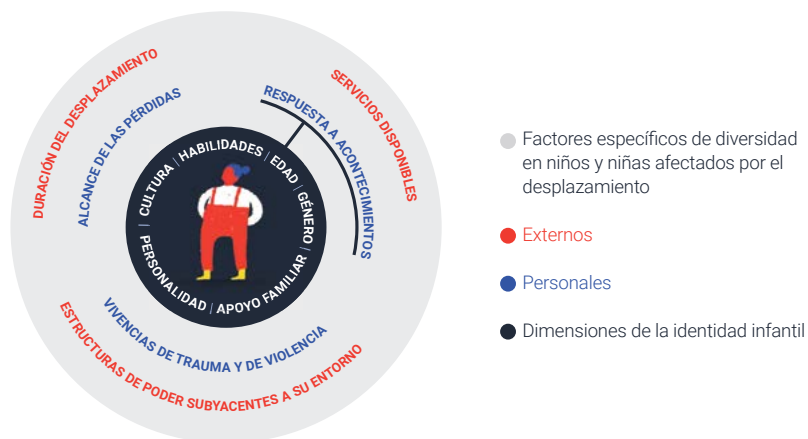 DURACIÓN DEL DESPLAZAMIENTO
SERVICIOS DISPONIBLES
ALCANCE DE LAS PÉRDIDAS
RESPUESTA A ACONTECIMIENTOS
| CULTURA | HABILIDADES | EDAD | GÉNERO |
PERSONALIDAD | APOYO FAMILIAR
VIVENCIAS DE TRAUMA Y DE VIOLENCIA
ESTRUCTURAS DE PODER SUBYACENTES A SU ENTORNO
Factores específicos de diversidad
en niños y niñas afectados por el
desplazamiento
Externos
Personales
Dimensiones de la identidad infantil